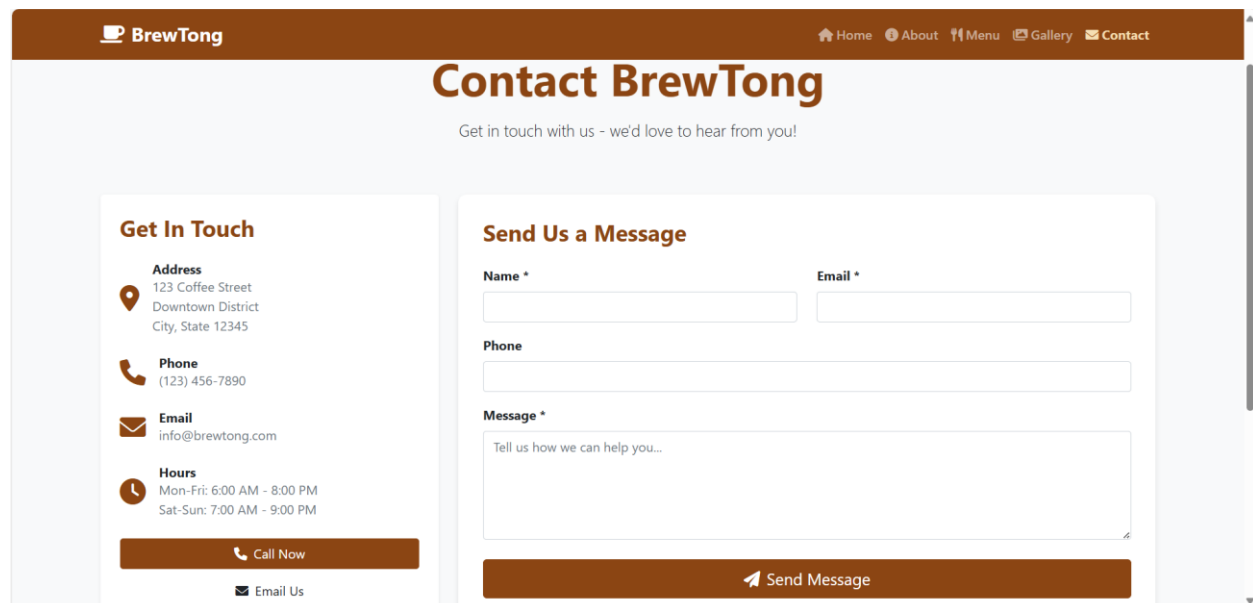 BrewTong
Home About Menu Gallery Contact
Contact BrewTong
Get in touch with us - we'd love to hear from you!
Get In Touch
Address
123 Coffee Street
Downtown District
City, State 12345
Phone
(123) 456-7890
Email
info@brewtong.com
Hours
Mon-Fri: 6:00 AM - 8:00 PM
Sat-Sun: 7:00 AM - 9:00 PM
Call Now
Email Us
Send Us a Message
Name *
Email *
Phone
Message *
Tell us how we can help you...
Send Message